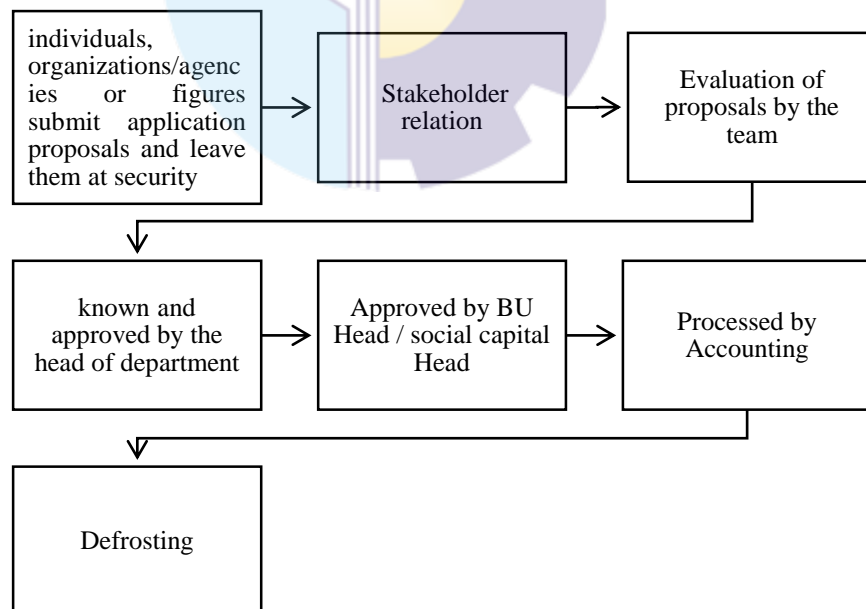 individuals,
organizations/agenc
ies or figures
submit application
proposals and leave
them at security
Stakeholder
relation
Evaluation of
proposals by the
team
known and
approved by the
head of department
Approved by BU
Head / social capital
Head
Processed by
Accounting
Defrosting